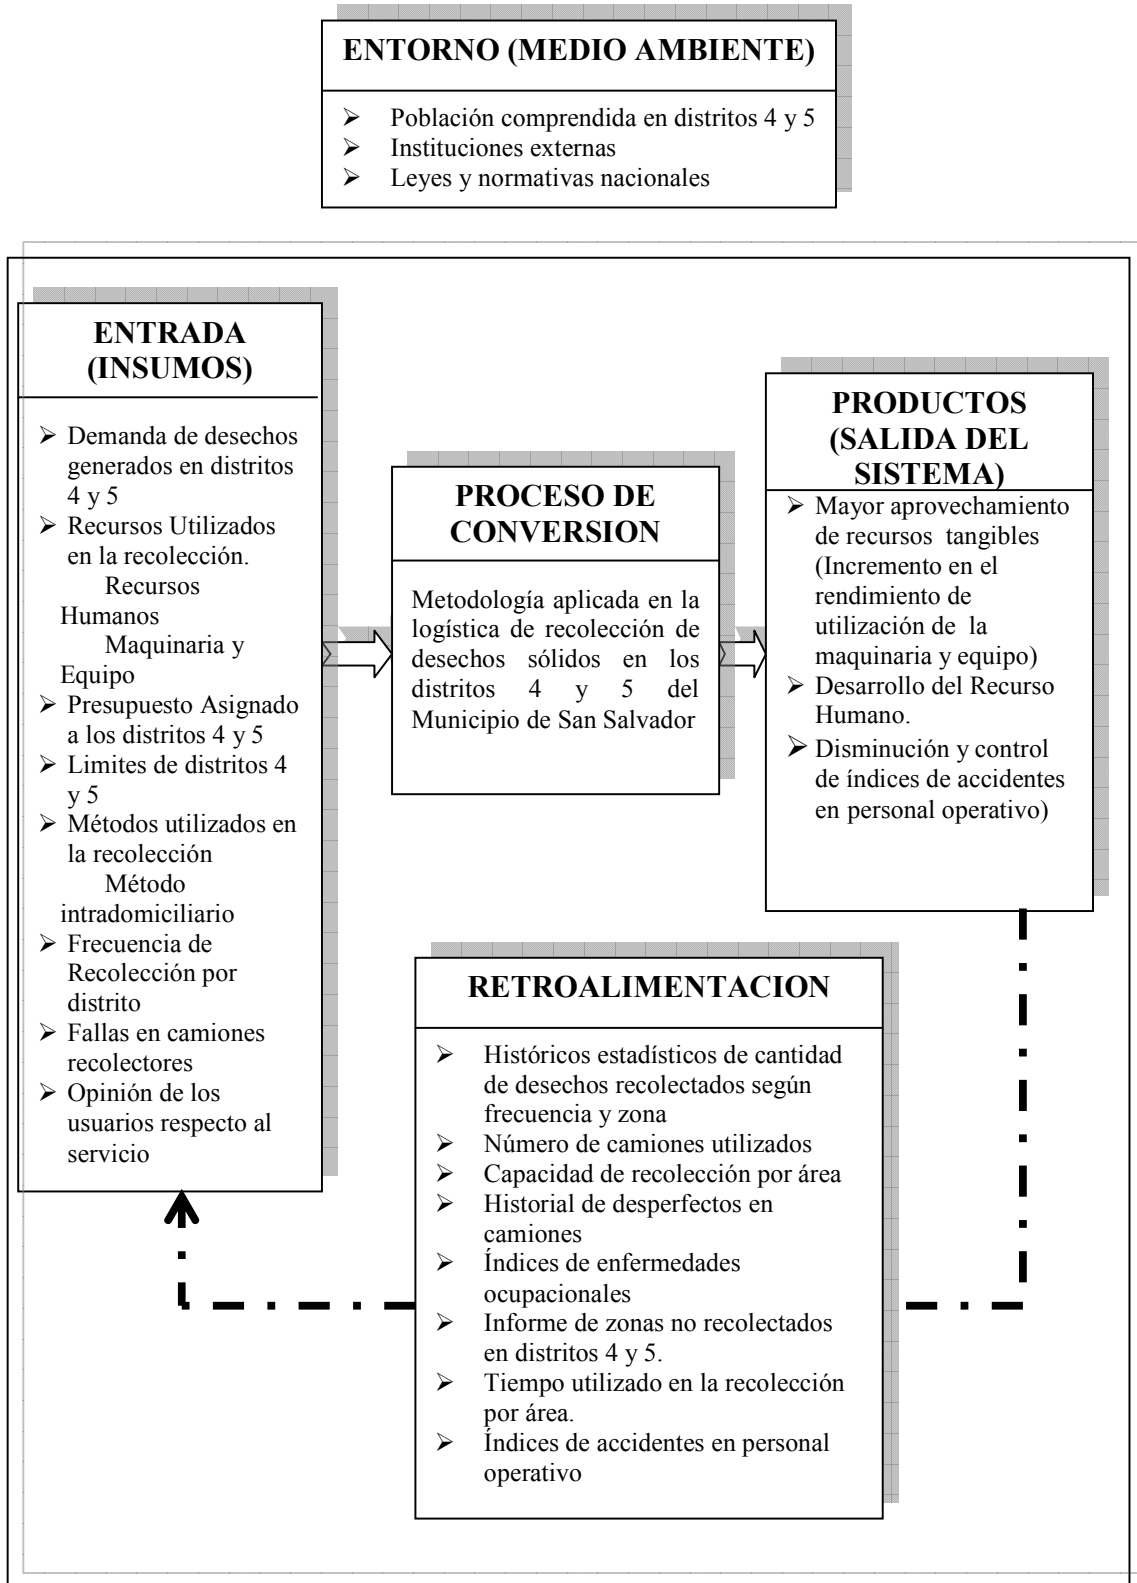 ENTORNO (MEDIO AMBIENTE)
➢ Población comprendida en distritos 4 y 5
➢ Instituciones externas
➢ Leyes y normativas nacionales
ENTRADA
(INSUMOS)
➢ Demanda de desechos
generados en distritos
4 y 5
➢ Recursos Utilizados
en la recolección.
Recursos
Humanos
Maquinaria y
Equipo
➢ Presupuesto Asignado
a los distritos 4 y 5
➢ Limites de distritos 4
y 5
➢ Métodos utilizados en
la recolección
Método
intradomiciliario
➢ Frecuencia de
Recolección por
distrito
➢ Fallas en camiones
recolectores
➢ Opinión de los
usuarios respecto al
servicio
PROCESO DE
CONVERSION
Metodología aplicada en la
logística de recolección de
desechos sólidos en los
distritos 4 y 5 del
Municipio de San Salvador
PRODUCTOS
(SALIDA DEL
SISTEMA)
➢ Mayor aprovechamiento
de recursos tangibles
(Incremento en el
rendimiento de
utilización de la
maquinaria y equipo)
➢ Desarrollo del Recurso
Humano.
➢ Disminución y control
de índices de accidentes
en personal operativo)
RETROALIMENTACION
➢ Históricos estadísticos de cantidad
de desechos recolectados según
frecuencia y zona
➢ Número de camiones utilizados
➢ Capacidad de recolección por área
➢ Historial de desperfectos en
camiones
➢ Índices de enfermedades
ocupacionales
➢ Informe de zonas no recolectados
en distritos 4 y 5.
➢ Tiempo utilizado en la recolección
por área.
➢ Índices de accidentes en personal
operativo